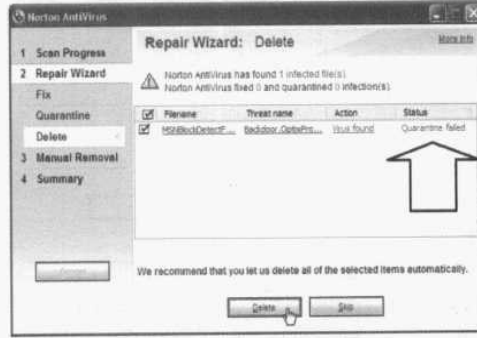 Norton AntiVirus
1 Scan Progress
2 Repair Wizard
Fix
Quarantine
Delete
3 Manual Removal
4 Summary
Repair Wizard: Delete
More Info
Norton AntiVirus has found 1 infected file(s).
Norton AntiVirus fixed 0 and quarantined 0 infection(s).
Filename Threat name Action Status
MSNBlockDetectF... Backdoor.OptixPro... Virus found Quarantine failed
We recommend that you let us delete all of the selected items automatically.
Delete Skip